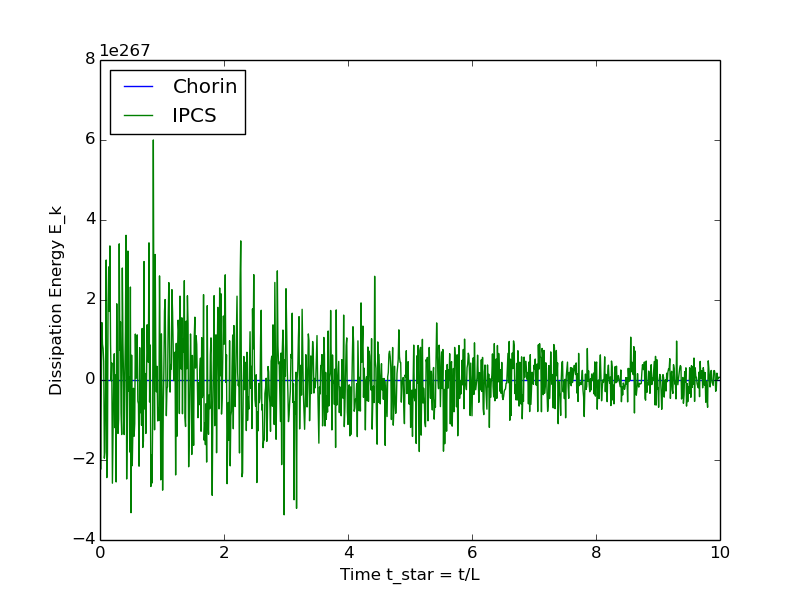 1e267
8
6
4
2
0
−2
−4
Chorin
IPCS
Dissipation Energy E_k
0 2 4 6 8 10
Time t_star = t/L